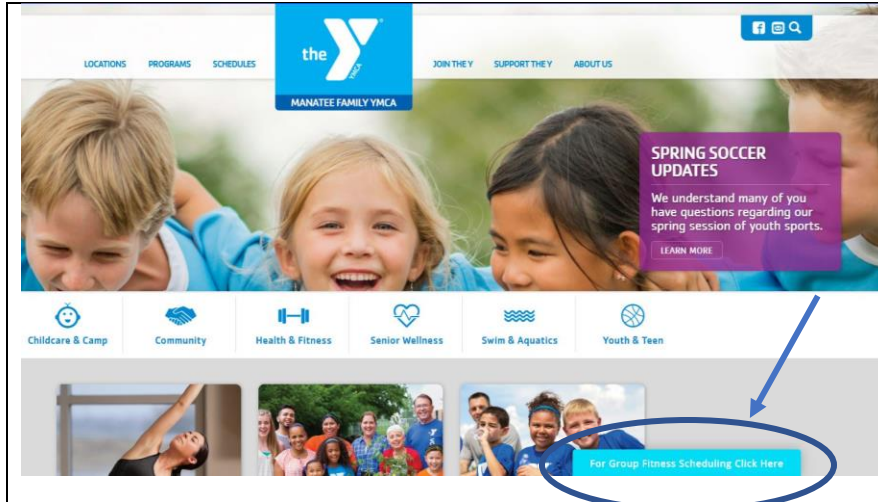 LOCATIONS PROGRAMS SCHEDULES
the Y
YMCA
MANATEE FAMILY YMCA
JOIN THE Y SUPPORT THE Y ABOUT US
SPRING SOCCER
UPDATES
We understand many of you
have questions regarding our
spring session of youth sports.
LEARN MORE
Childcare & Camp Community Health & Fitness Senior Wellness Swim & Aquatics Youth & Teen
For Group Fitness Scheduling Click Here